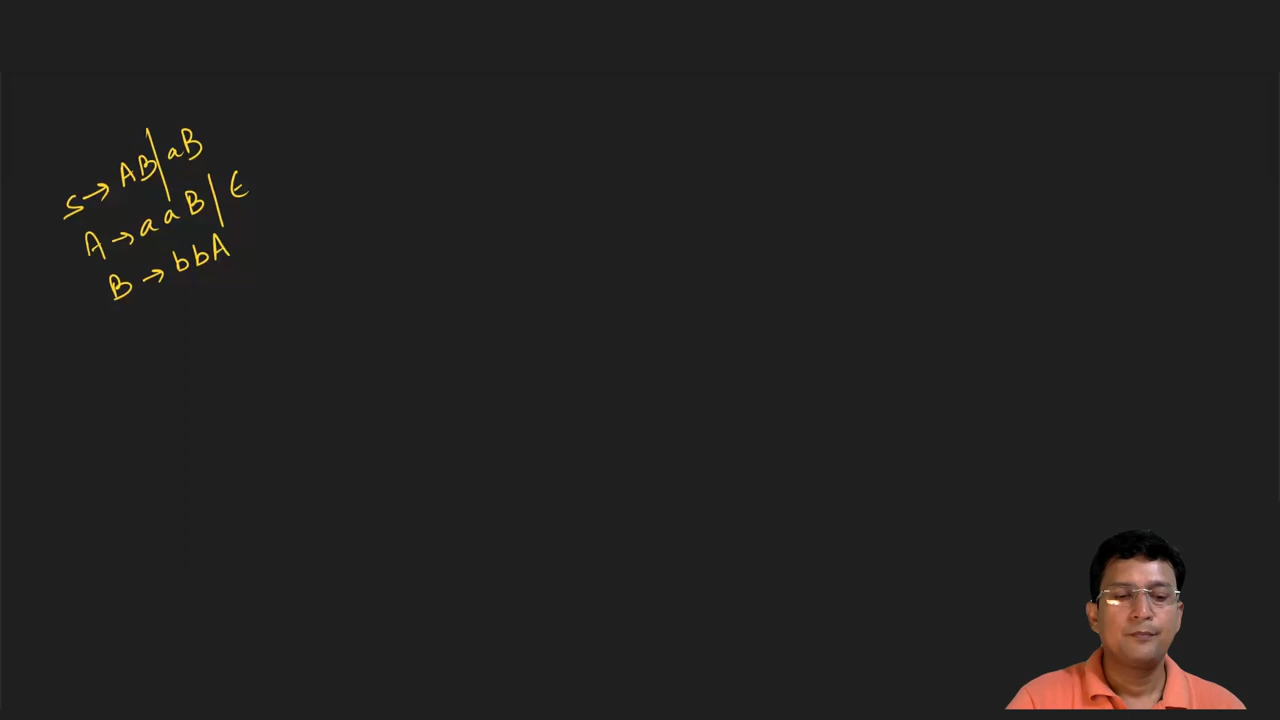 S → AB | aB
A → aaB | ϵ
B → bbA